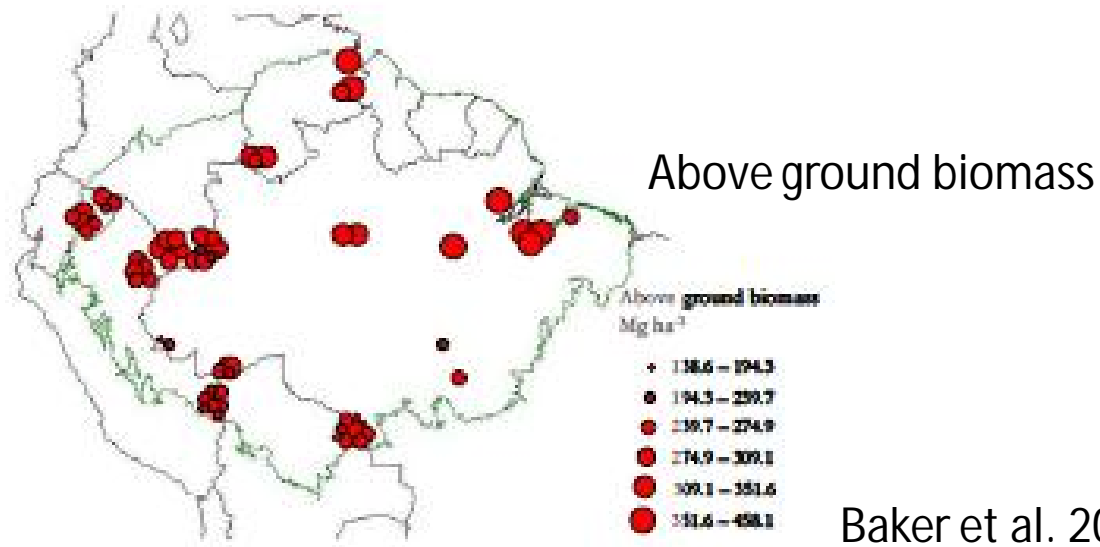 Above ground biomass
Above ground biomass
Mg ha⁻¹
138.6 – 194.3
194.3 – 239.7
239.7 – 274.9
274.9 – 309.1
309.1 – 351.6
351.6 – 458.1
Baker et al. 20